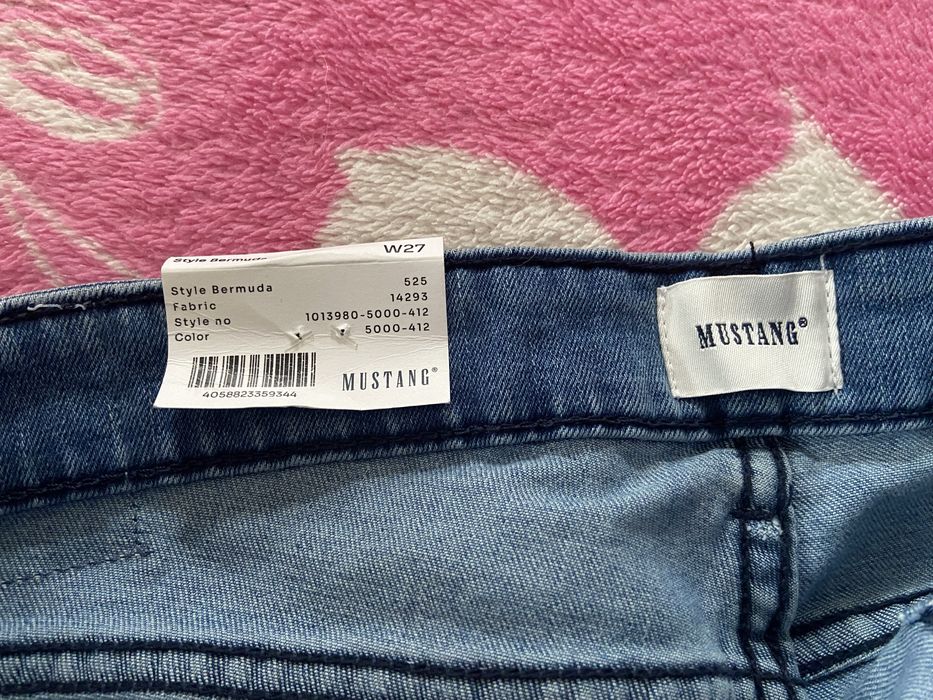 W27
Style Bermuda
Style Bermuda 525
Fabric 14293
Style no 1013980-5000-412
Color 5000-412
4058823359344
MUSTANG®
MUSTANG®